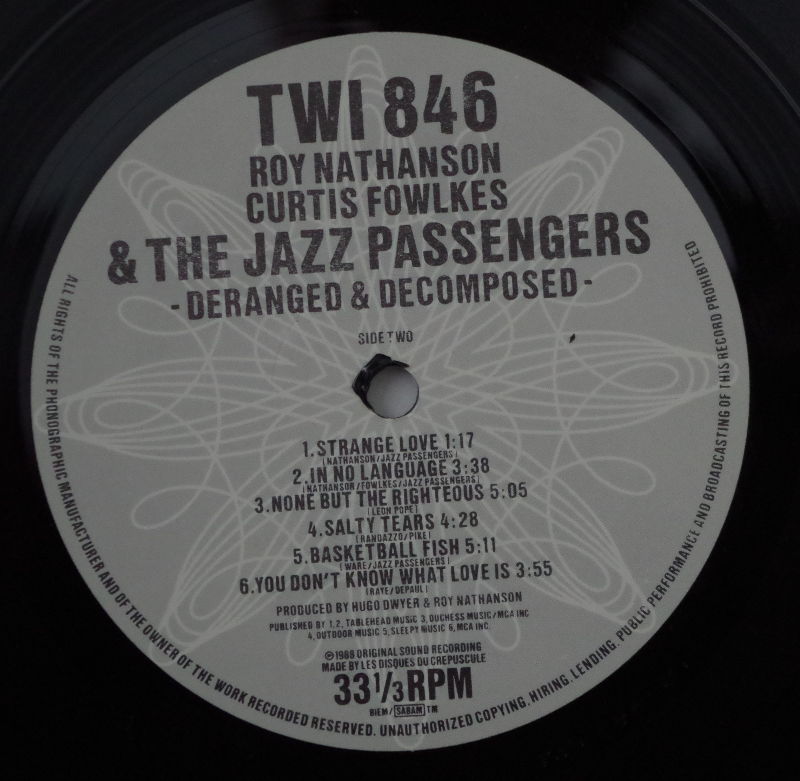 TWI 846
ROY NATHANSON
CURTIS FOWLKES
& THE JAZZ PASSENGERS
- DERANGED & DECOMPOSED -
SIDE TWO
1. STRANGE LOVE 1:17
(NATHANSON/JAZZ PASSENGERS)
2. IN NO LANGUAGE 3:38
(NATHANSON/FOWLKES/JAZZ PASSENGERS)
3. NONE BUT THE RIGHTEOUS 5:05
(LEON POPE)
4. SALTY TEARS 4:28
(RANDAZZO/PIKE)
5. BASKETBALL FISH 5:11
(WARE/JAZZ PASSENGERS)
6. YOU DON'T KNOW WHAT LOVE IS 3:55
(RAYE/DEPAUL)
PRODUCED BY HUGO DWYER & ROY NATHANSON
PUBLISHED BY 1,2, TABLEHEAD MUSIC 3, DUCHESS MUSIC/MCA INC
4, OUTDOOR MUSIC 5, SLEEPY MUSIC 6, MCA INC.
℗1988 ORIGINAL SOUND RECORDING
MADE BY LES DISQUES DU CREPUSCULE
33 1/3 RPM
BIEM/SABAM TM
ALL RIGHTS OF THE PHONOGRAPHIC MANUFACTURER AND OF THE OWNER OF THE WORK RECORDED RESERVED. UNAUTHORIZED COPYING, HIRING, LENDING, PUBLIC PERFORMANCE AND BROADCASTING OF THIS RECORD PROHIBITED